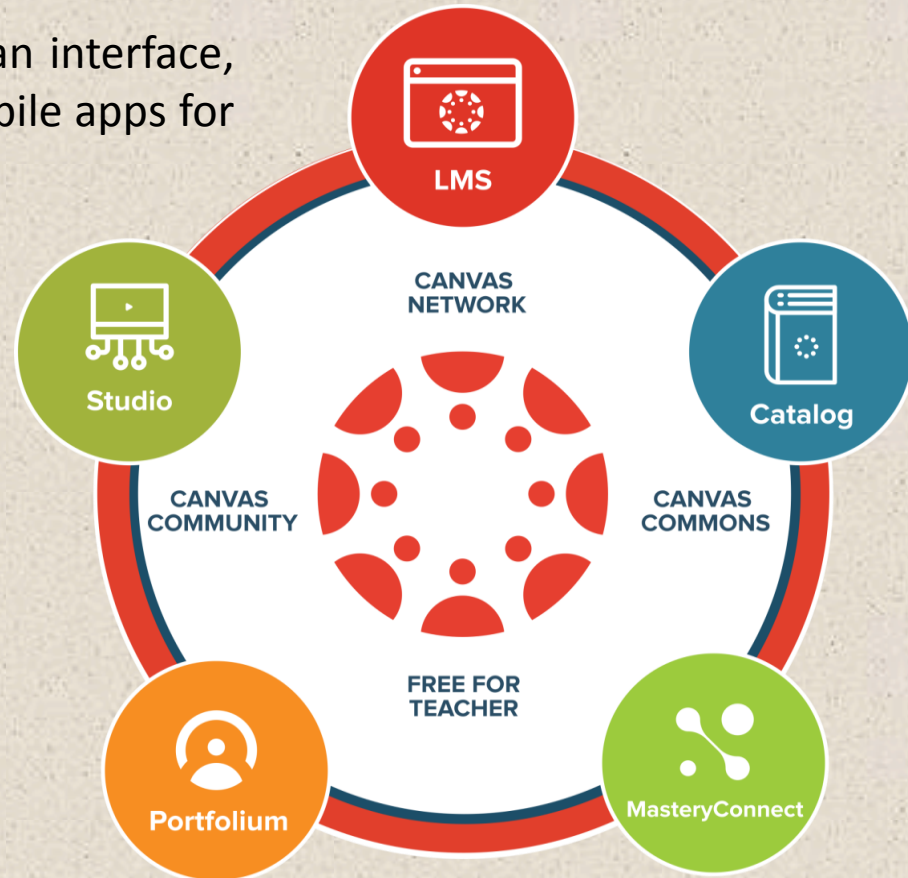 an interface,
bile apps for
LMS
CANVAS
NETWORK
Studio
Catalog
CANVAS
COMMUNITY
CANVAS
COMMONS
FREE FOR
TEACHER
Portfolium
MasteryConnect